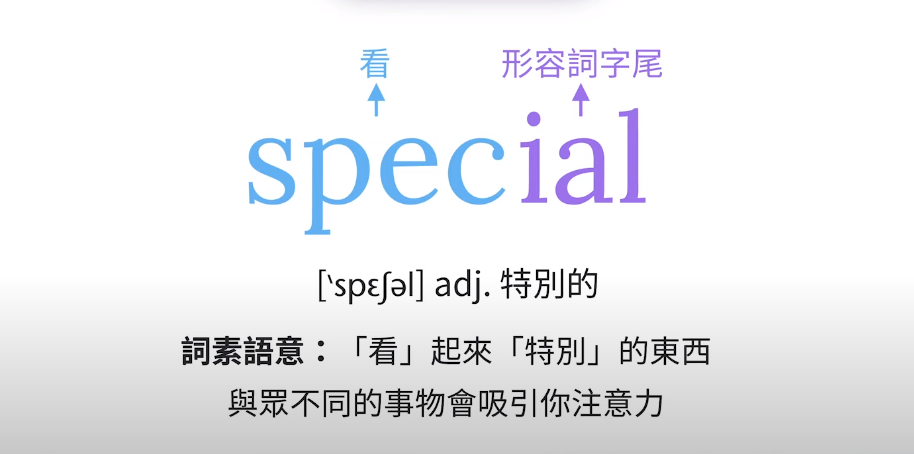 看 形容詞字尾
special
[ˋspɛʃəl] adj. 特別的
詞素語意：「看」起來「特別」的東西
與眾不同的事物會吸引你注意力